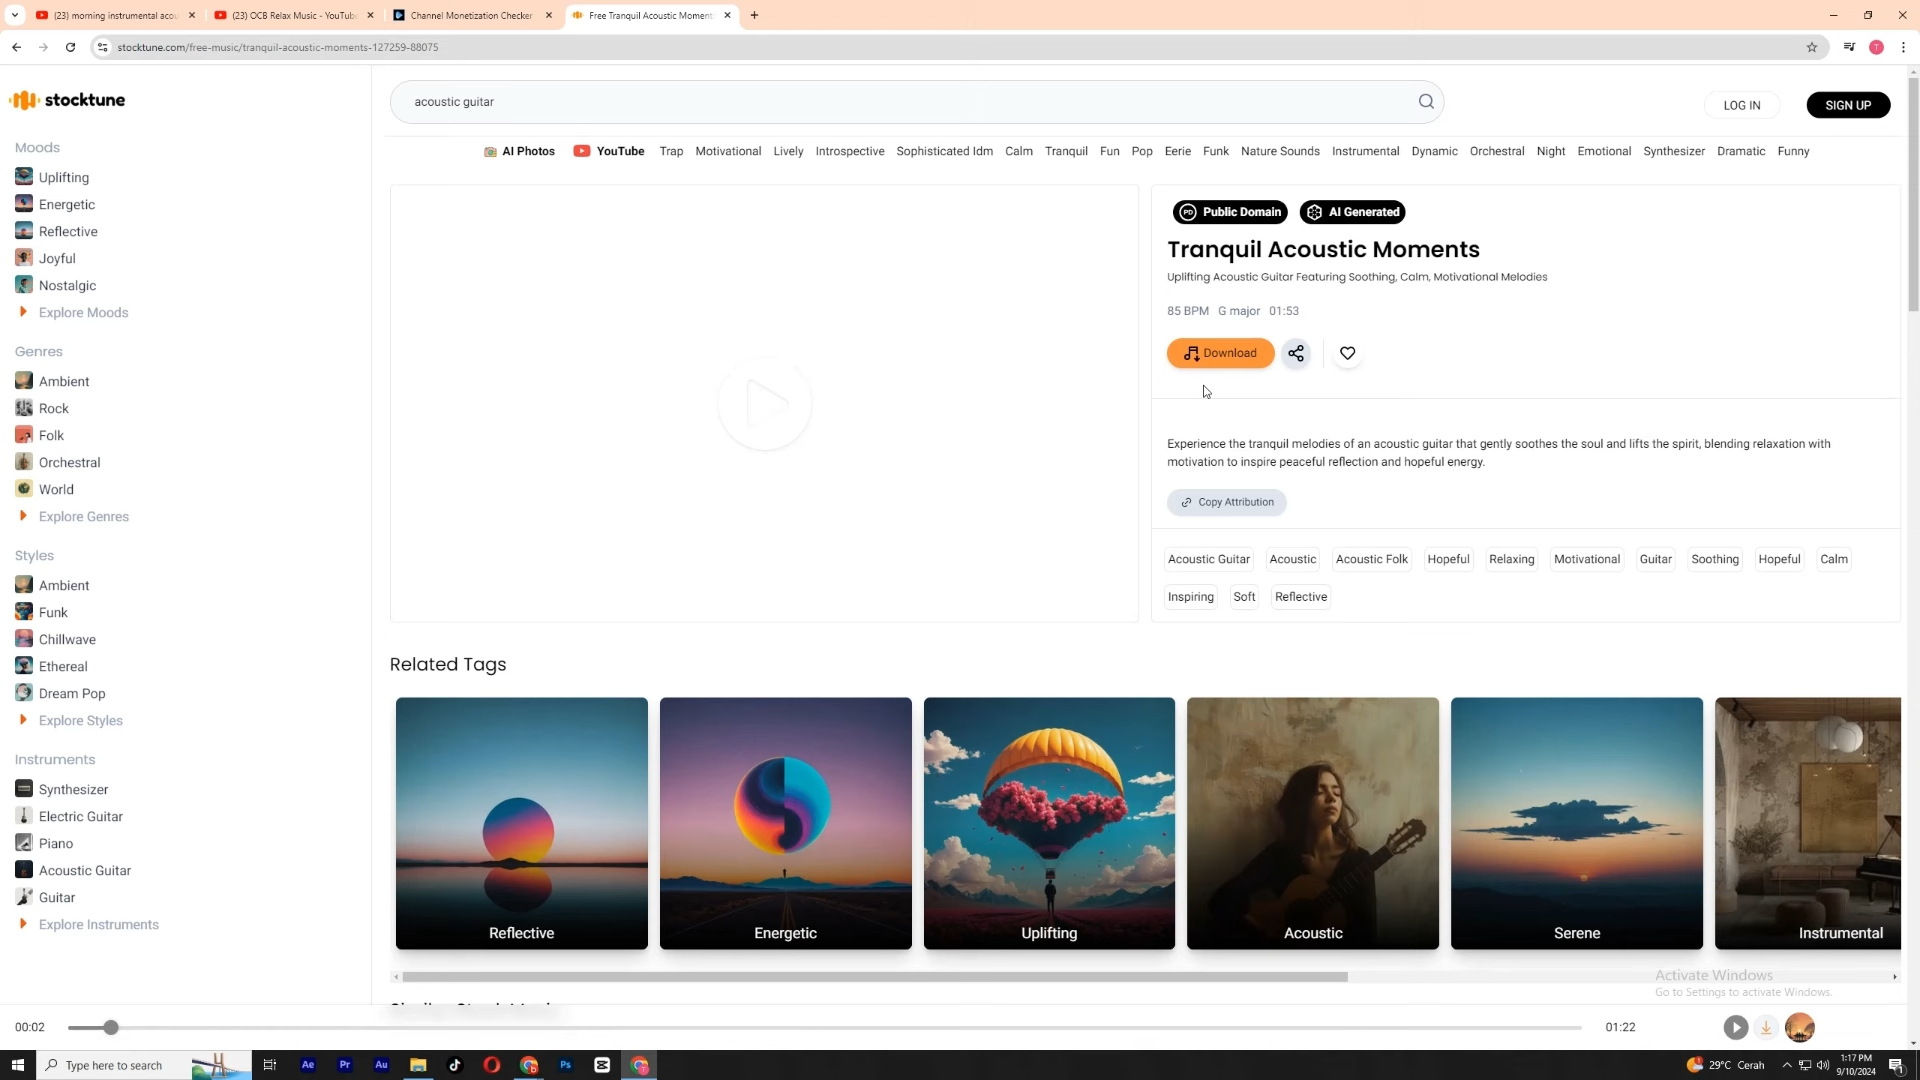 (23) morning instrumental acou
(23) OCB Relax Music - YouTub
Channel Monetization Checker
Free Tranquil Acoustic Moment
stocktune.com/free-music/tranquil-acoustic-moments-127259-88075
T
stocktune
acoustic guitar
LOG IN
SIGN UP
AI Photos
YouTube
Trap
Motivational
Lively
Introspective
Sophisticated Idm
Calm
Tranquil
Fun
Pop
Eerie
Funk
Nature Sounds
Instrumental
Dynamic
Orchestral
Night
Emotional
Synthesizer
Dramatic
Funny
Moods
Uplifting
Energetic
Reflective
Joyful
Nostalgic
Explore Moods
Genres
Ambient
Rock
Folk
Orchestral
World
Explore Genres
Styles
Ambient
Funk
Chillwave
Ethereal
Dream Pop
Explore Styles
Instruments
Synthesizer
Electric Guitar
Piano
Acoustic Guitar
Guitar
Explore Instruments
PD Public Domain
AI Generated
Tranquil Acoustic Moments
Uplifting Acoustic Guitar Featuring Soothing, Calm, Motivational Melodies
85 BPM G major 01:53
Download
Experience the tranquil melodies of an acoustic guitar that gently soothes the soul and lifts the spirit, blending relaxation with
motivation to inspire peaceful reflection and hopeful energy.
Copy Attribution
Acoustic Guitar Acoustic Acoustic Folk Hopeful Relaxing Motivational Guitar Soothing Hopeful Calm
Inspiring Soft Reflective
Related Tags
Reflective
Energetic
Uplifting
Acoustic
Serene
Instrumental
Activate Windows
Go to Settings to activate Windows.
00:02
01:22
Type here to search
Ae
Pr
Au
Ps
29°C Cerah
1:17 PM
9/10/2024